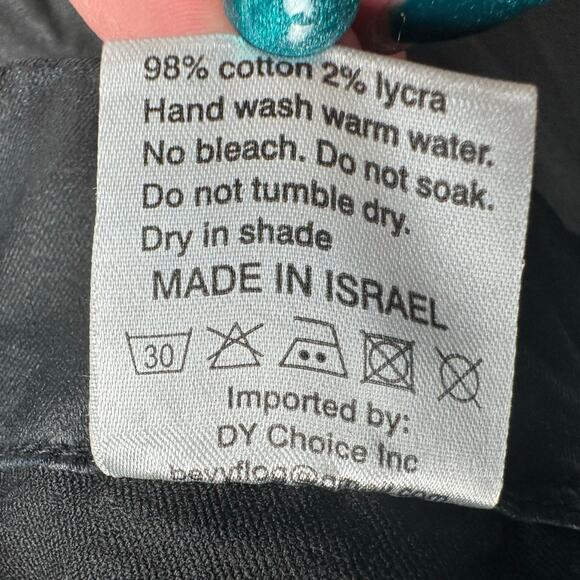 98% cotton 2% lycra
Hand wash warm water.
No bleach. Do not soak.
Do not tumble dry.
Dry in shade
MADE IN ISRAEL
30
Imported by:
DY Choice Inc